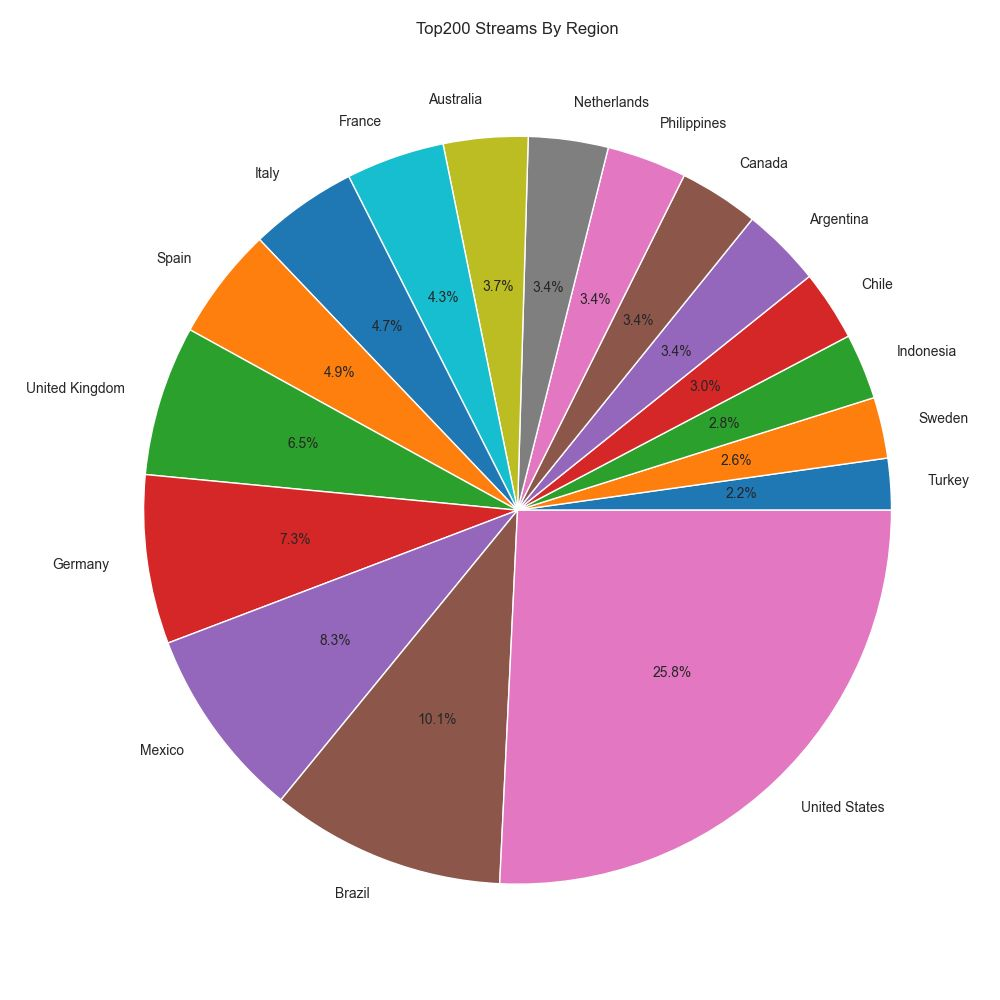 Top200 Streams By Region
Australia
Netherlands
France
Philippines
Canada
Italy
Argentina
Spain
Chile
Indonesia
United Kingdom
Sweden
Turkey
Germany
Mexico
United States
Brazil
3.7%
3.4%
4.3%
3.4%
3.4%
4.7%
3.4%
4.9%
3.0%
2.8%
6.5%
2.6%
2.2%
7.3%
8.3%
25.8%
10.1%